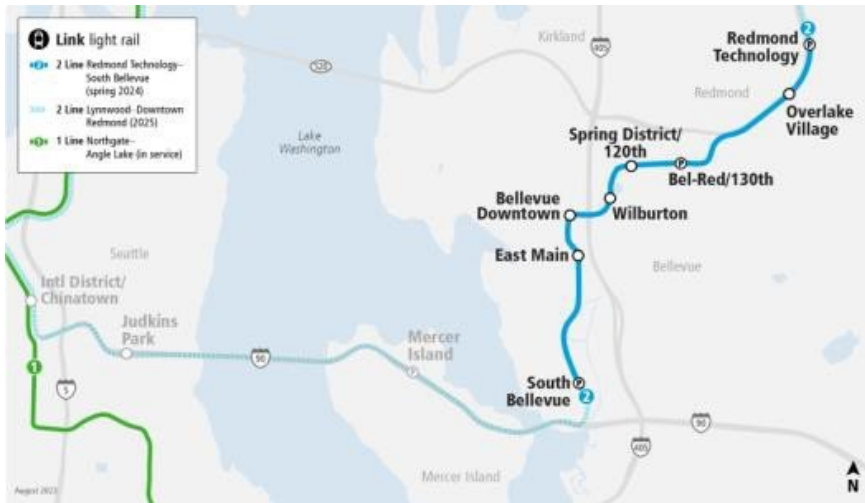 Link light rail
2 Line Redmond Technology–
South Bellevue
(spring 2024)
2 Line Lynnwood–Downtown
Redmond (2025)
1 Line Northgate–
Angle Lake (in service)
520
Kirkland
405
2
Redmond
Technology
P
Redmond
Overlake
Village
Lake
Washington
Spring District/
120th
P
Bel-Red/130th
Bellevue
Downtown
Wilburton
Seattle
East Main
Bellevue
Intl District/
Chinatown
Judkins
Park
Mercer
Island
P
90
1
5
South
Bellevue
P
2
90
405
Mercer Island
August 2023
N